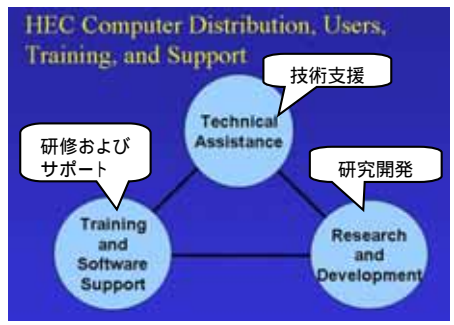 HEC Computer Distribution, Users,
Training, and Support
技術支援
Technical
Assistance
研修および
サポート
研究開発
Training
and
Software
Support
Research
and
Development